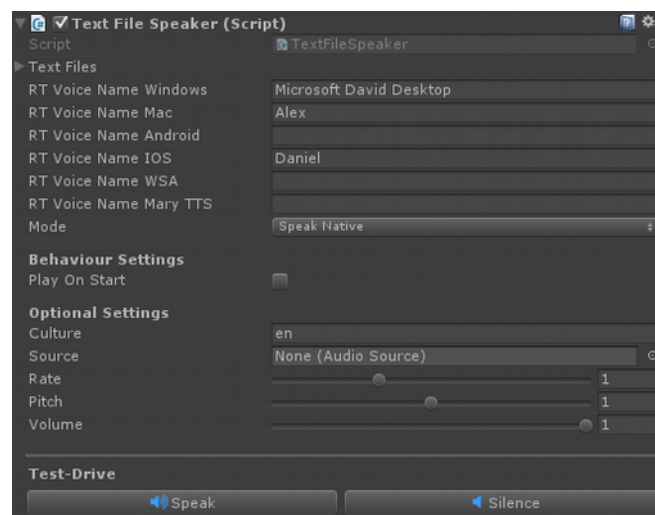 Text File Speaker (Script)
Script TextFileSpeaker
Text Files
RT Voice Name Windows Microsoft David Desktop
RT Voice Name Mac Alex
RT Voice Name Android
RT Voice Name IOS Daniel
RT Voice Name WSA
RT Voice Name Mary TTS
Mode Speak Native
Behaviour Settings
Play On Start
Optional Settings
Culture en
Source None (Audio Source)
Rate 1
Pitch 1
Volume 1
Test-Drive
Speak Silence